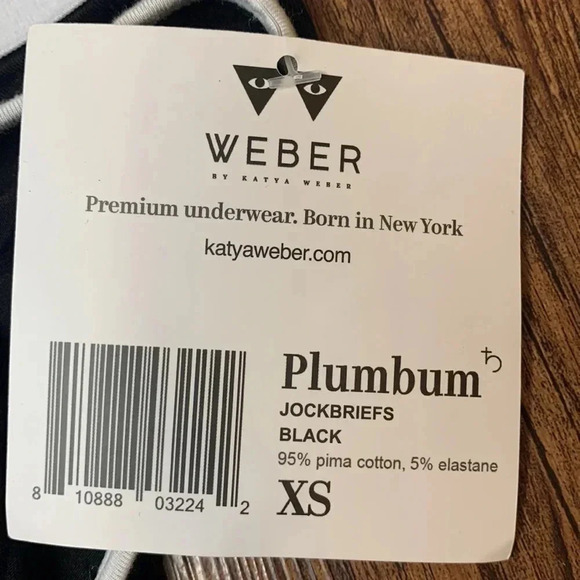 WEBER
BY KATYA WEBER
Premium underwear. Born in New York
katyaweber.com
Plumbum ♄
JOCKBRIEFS
BLACK
95% pima cotton, 5% elastane
XS
8 10888 03224 2